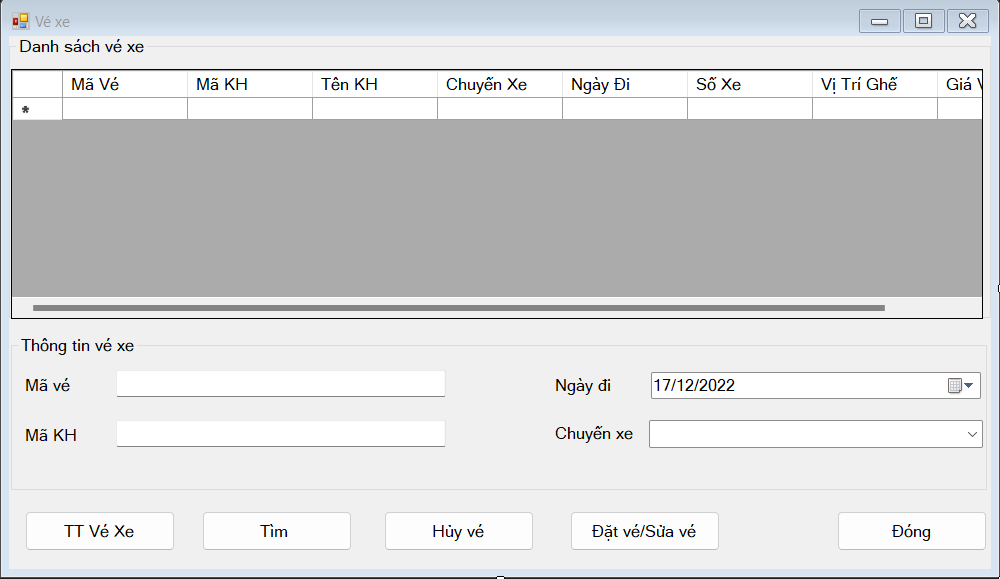 Vé xe
Danh sách vé xe
Mã Vé Mã KH Tên KH Chuyến Xe Ngày Đi Số Xe Vị Trí Ghế Giá V
*
Thông tin vé xe
Mã vé Ngày đi 17/12/2022
Mã KH Chuyến xe
TT Vé Xe Tìm Hủy vé Đặt vé/Sửa vé Đóng